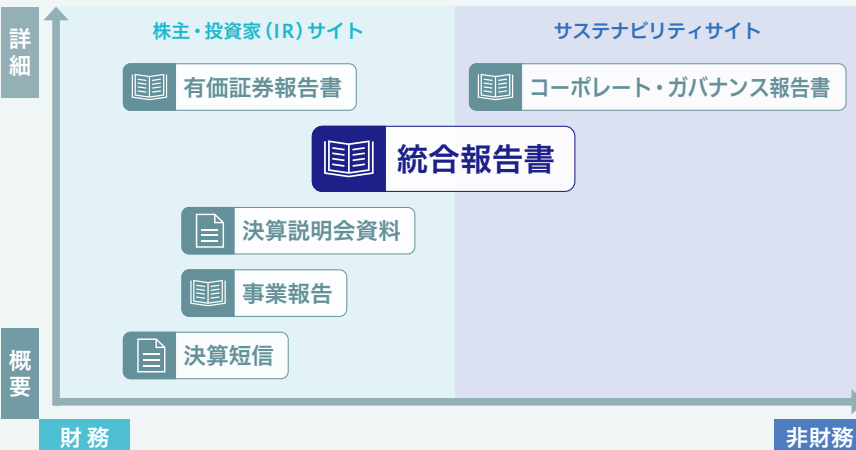 詳細
株主・投資家（IR）サイト
サステナビリティサイト
有価証券報告書
コーポレート・ガバナンス報告書
統合報告書
決算説明会資料
事業報告
決算短信
概要
財務
非財務